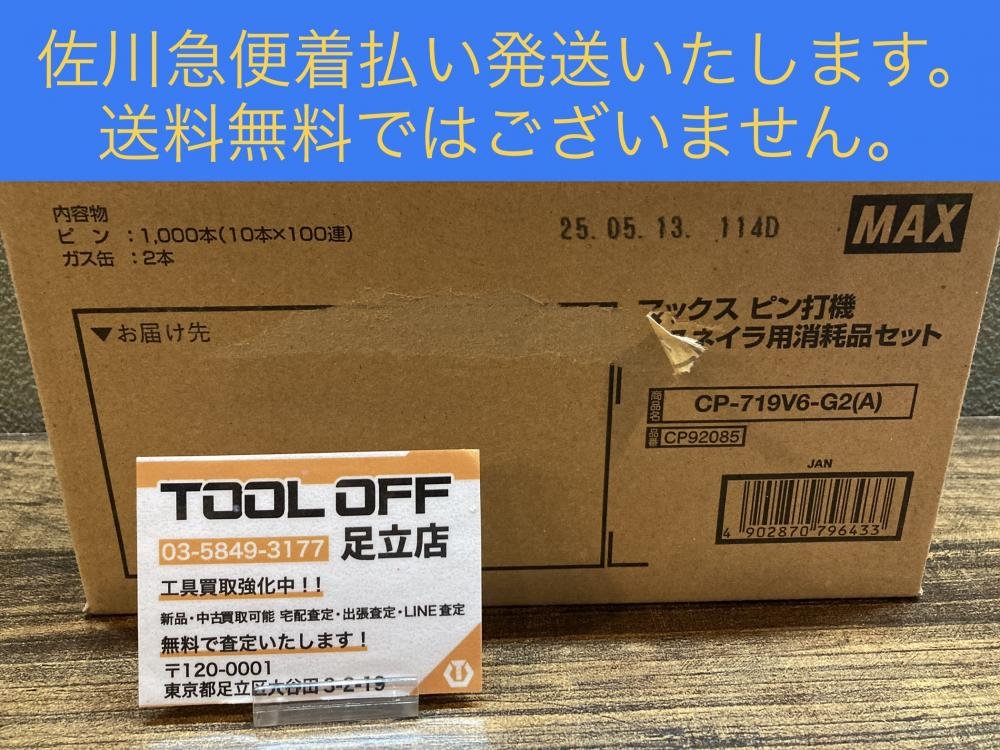 佐川急便着払い発送いたします。
送料無料ではございません。
内容物
ピン :1,000本(10本×100連)
ガス缶 :2本
25.05.13. 114D
MAX
▼お届け先
マックス ピン打機
スネイラ用消耗品セット
商品名 CP-719V6-G2(A)
品番 CP92085
JAN
4 902870 796433
TOOL OFF
03-5849-3177 足立店
工具買取強化中!!
新品・中古買取可能 宅配査定・出張査定・LINE査定
無料で査定いたします!
〒120-0001
東京都足立区大谷田3-2-19